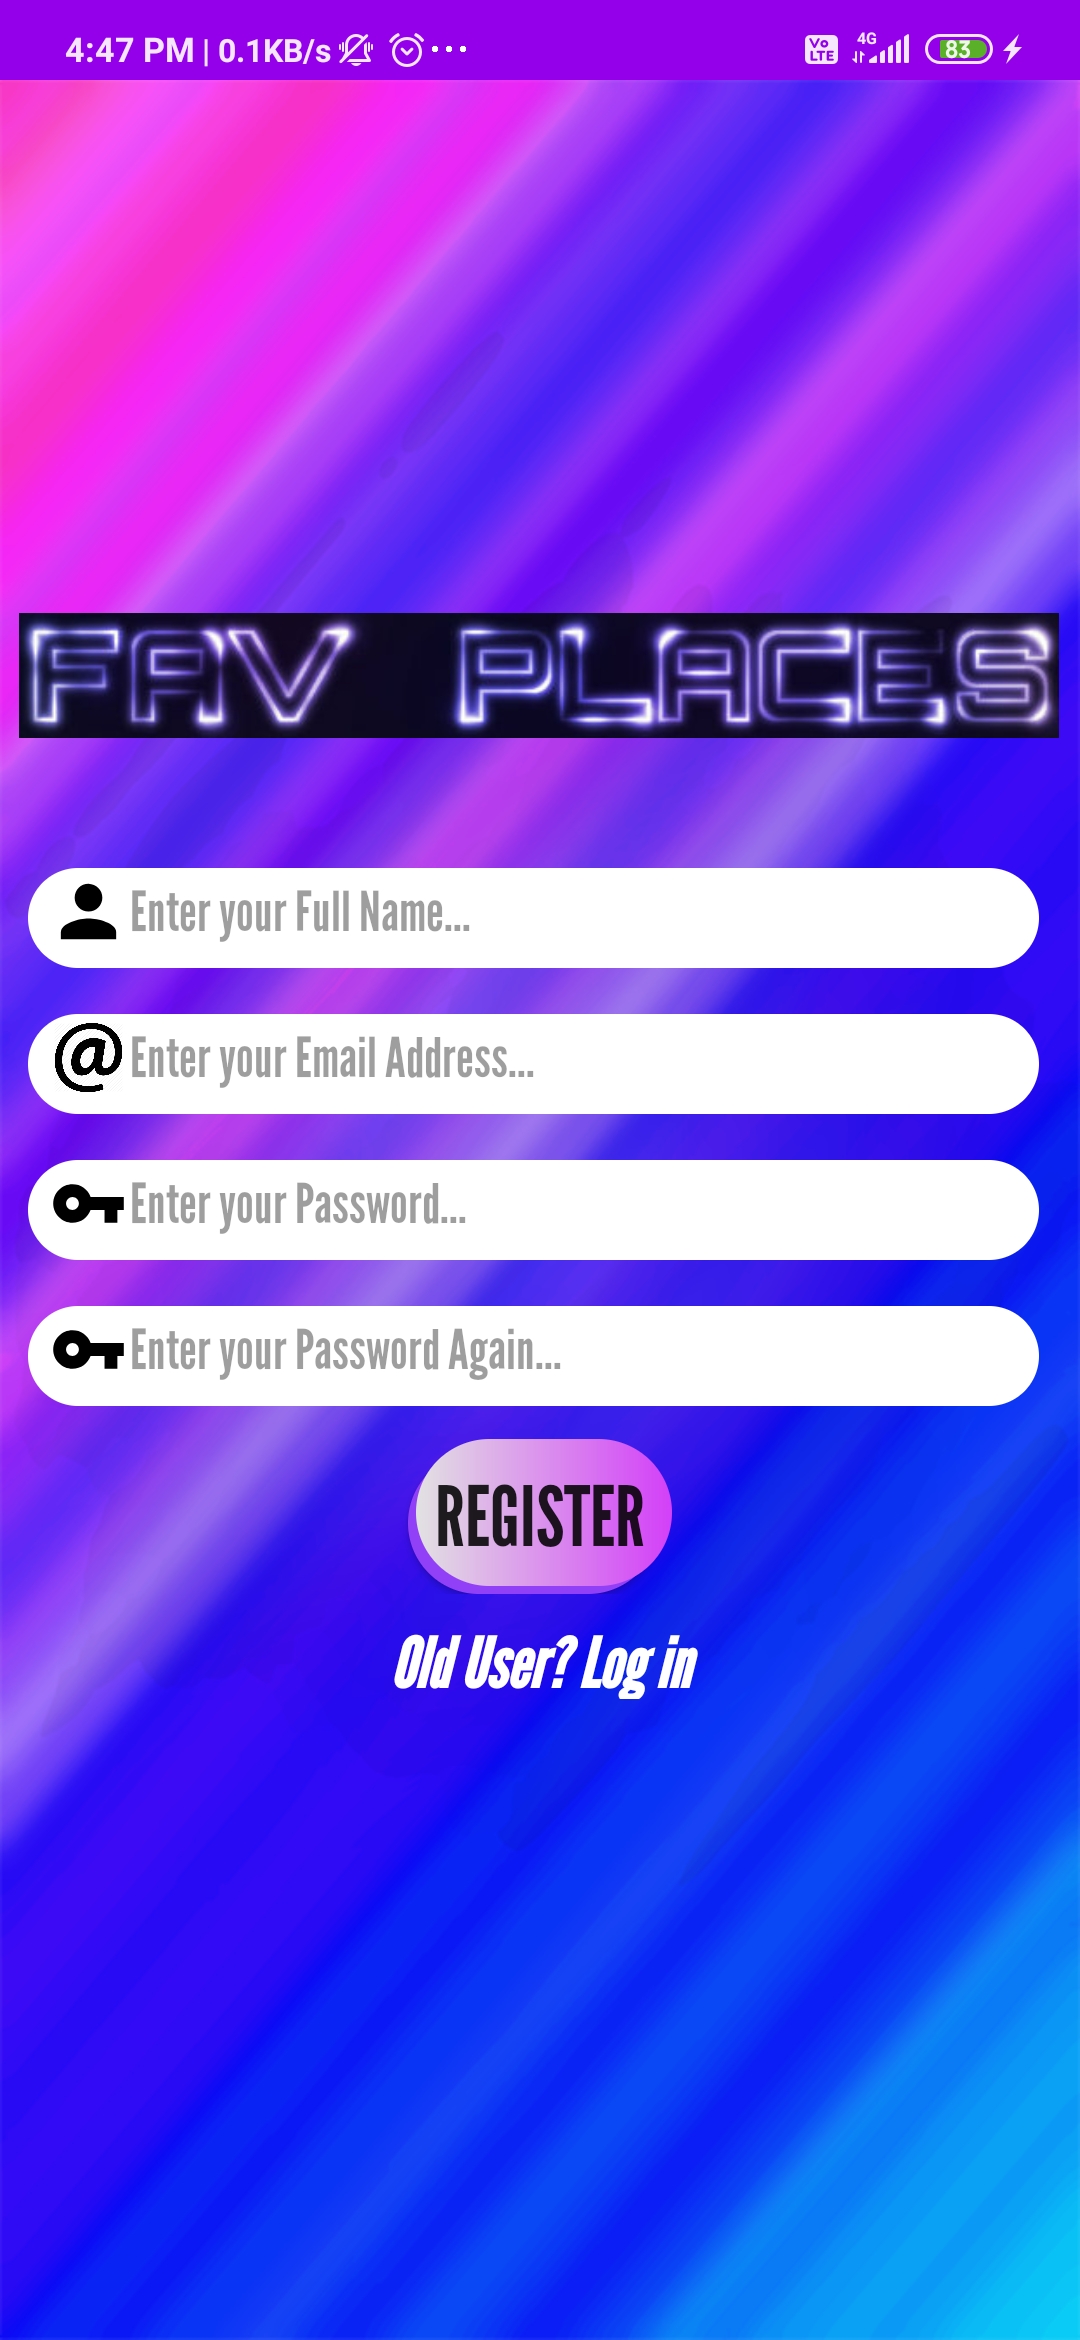 4:47 PM | 0.1KB/s ... Vo LTE 4G 83
FAV PLACES
Enter your Full Name...
@ Enter your Email Address...
Enter your Password...
Enter your Password Again...
REGISTER
Old User? Log in